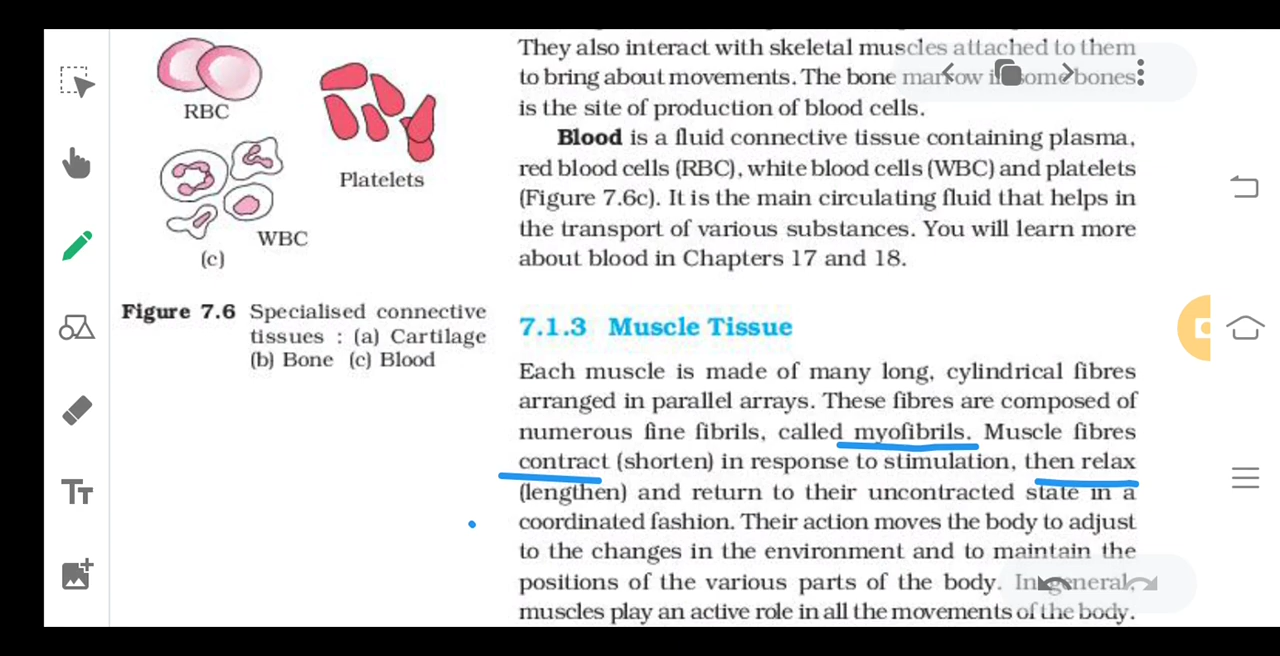 RBC
Platelets
WBC
(c)
Figure 7.6 Specialised connective
tissues : (a) Cartilage
(b) Bone (c) Blood
They also interact with skeletal muscles attached to them
to bring about movements. The bone marrow in some bones
is the site of production of blood cells.
Blood is a fluid connective tissue containing plasma,
red blood cells (RBC), white blood cells (WBC) and platelets
(Figure 7.6c). It is the main circulating fluid that helps in
the transport of various substances. You will learn more
about blood in Chapters 17 and 18.
7.1.3 Muscle Tissue
Each muscle is made of many long, cylindrical fibres
arranged in parallel arrays. These fibres are composed of
numerous fine fibrils, called myofibrils. Muscle fibres
contract (shorten) in response to stimulation, then relax
(lengthen) and return to their uncontracted state in a
coordinated fashion. Their action moves the body to adjust
to the changes in the environment and to maintain the
positions of the various parts of the body. In general,
muscles play an active role in all the movements of the body.
TT